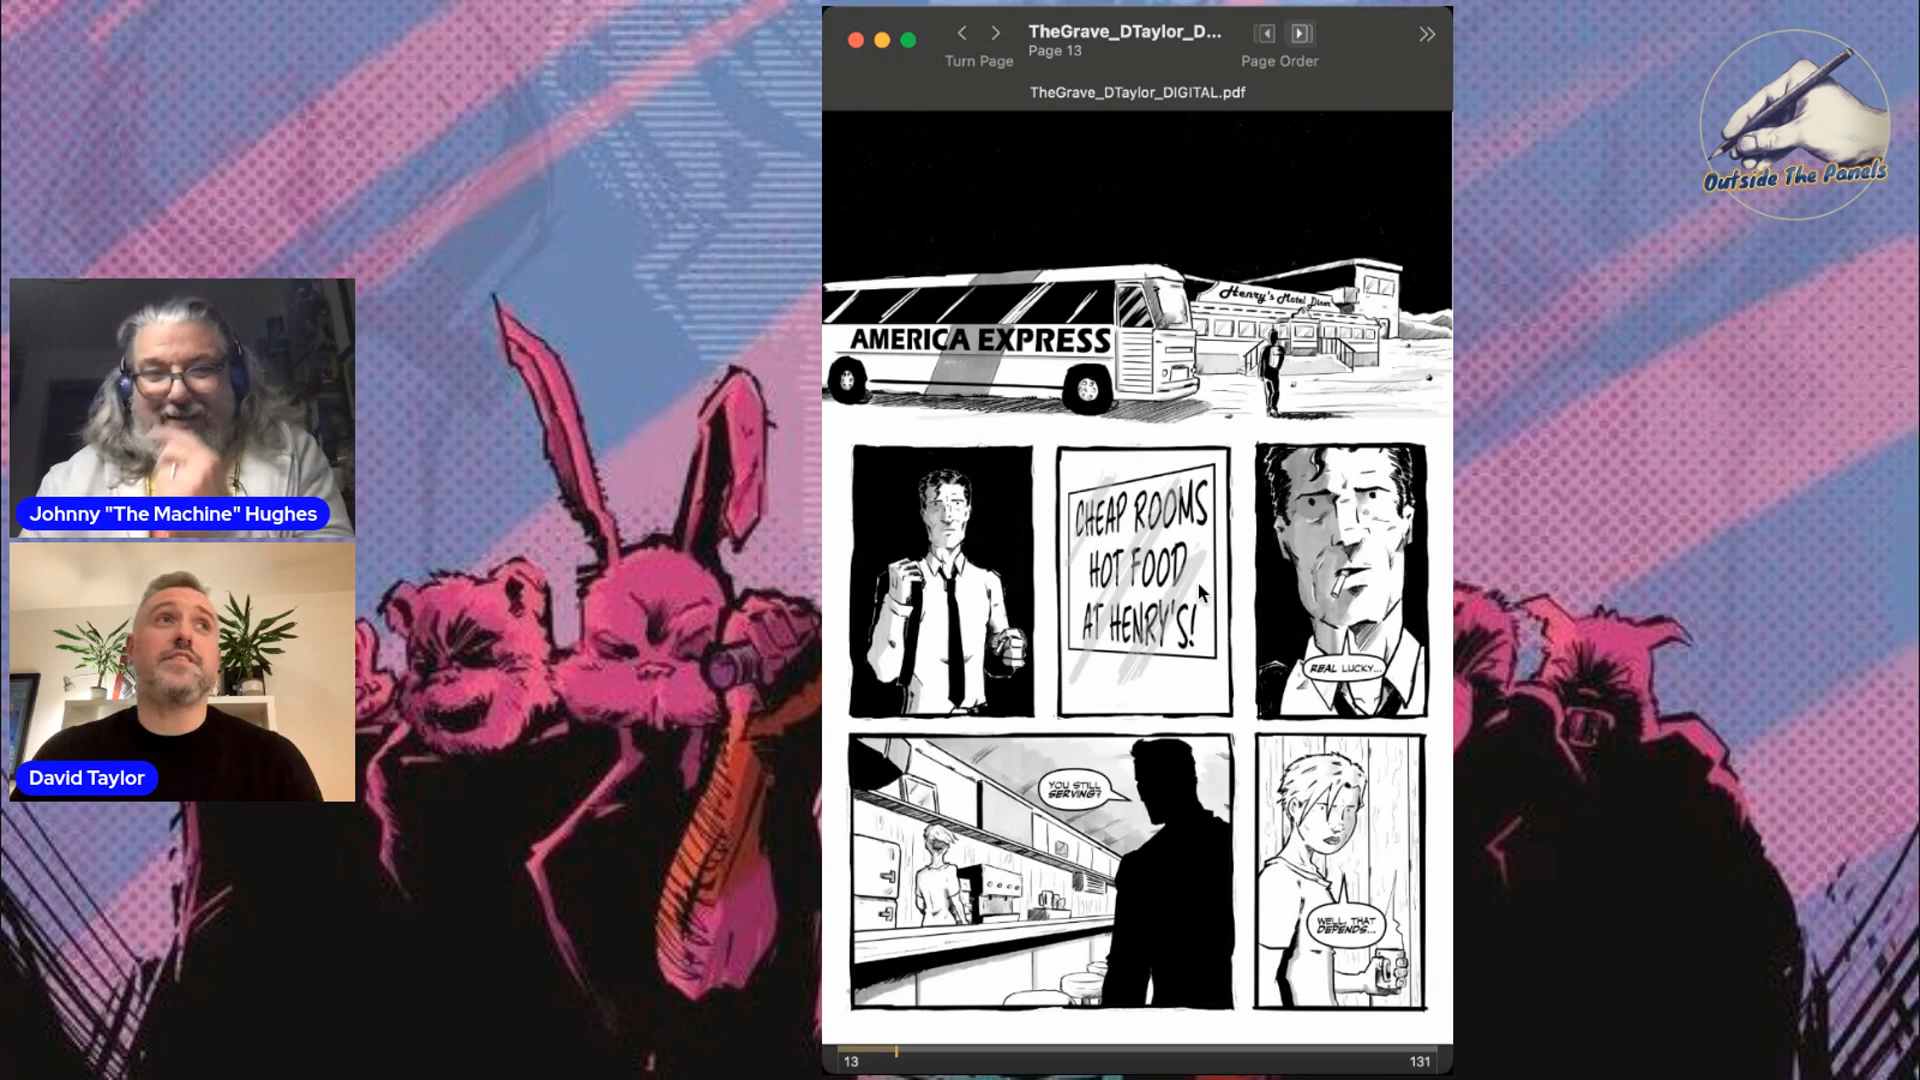 TheGrave_DTaylor_D...
Page 13
Turn Page
Page Order
TheGrave_DTaylor_DIGITAL.pdf
Outside The Panels
Henry's Motel Diner
AMERICA EXPRESS
CHEAP ROOMS
HOT FOOD
AT HENRY'S!
REAL LUCKY...
YOU STILL
SERVING?
WELL, THAT
DEPENDS...
Johnny "The Machine" Hughes
David Taylor
13
131